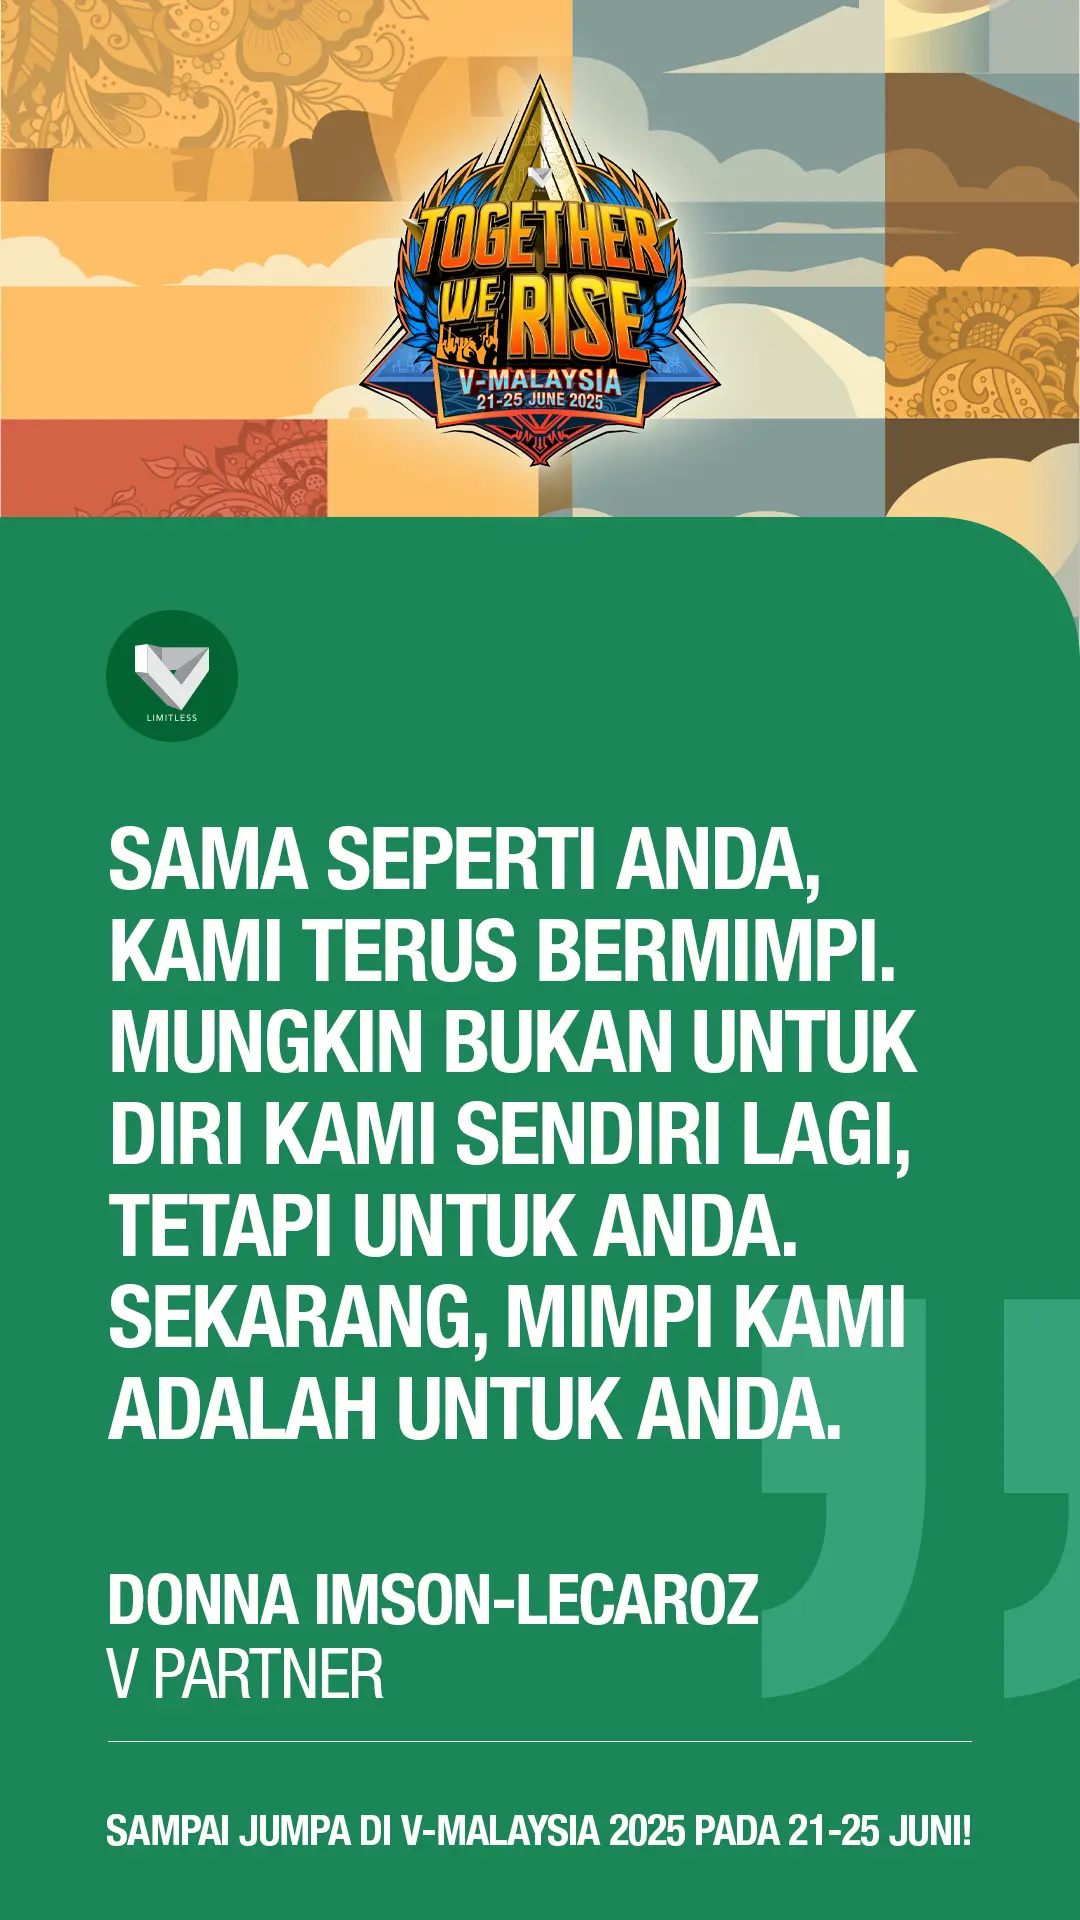 TOGETHER
WE RISE
V-MALAYSIA
21-25 JUNE 2025
LIMITLESS
SAMA SEPERTI ANDA,
KAMI TERUS BERMIMPI.
MUNGKIN BUKAN UNTUK
DIRI KAMI SENDIRI LAGI,
TETAPI UNTUK ANDA.
SEKARANG, MIMPI KAMI
ADALAH UNTUK ANDA.
DONNA IMSON-LECAROZ
V PARTNER
SAMPAI JUMPA DI V-MALAYSIA 2025 PADA 21-25 JUNI!